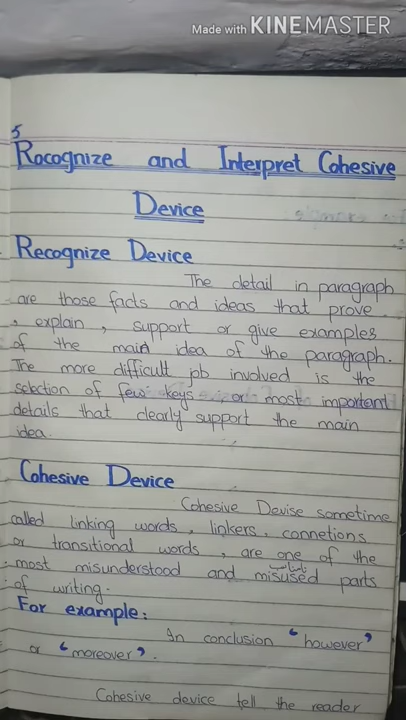 Made with KINEMASTER
5
Rocognize and Interpret Cohesive
Device
Recognize Device
The detail in paragraph
are those facts and ideas that prove
, explain , support or give examples
of the main idea of the paragraph.
The more difficult job involved is the
selection of few keys or most important
details that clearly support the main
idea.
Cohesive Device
Cohesive Devise sometime
called linking words , linkers , connetions
or transitional words , are one of the
most misunderstood and misused parts
of writing.
For example:
In conclusion "however"
or "moreover".
Cohesive device tell the reader